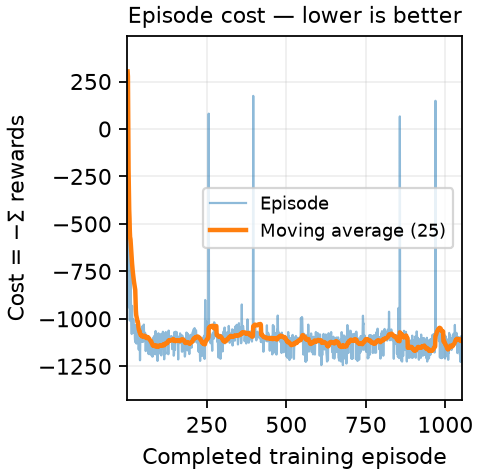 Episode cost — lower is better
Cost = −Σ rewards
250
0
−250
−500
−750
−1000
−1250
Episode
Moving average (25)
250
500
750
1000
Completed training episode